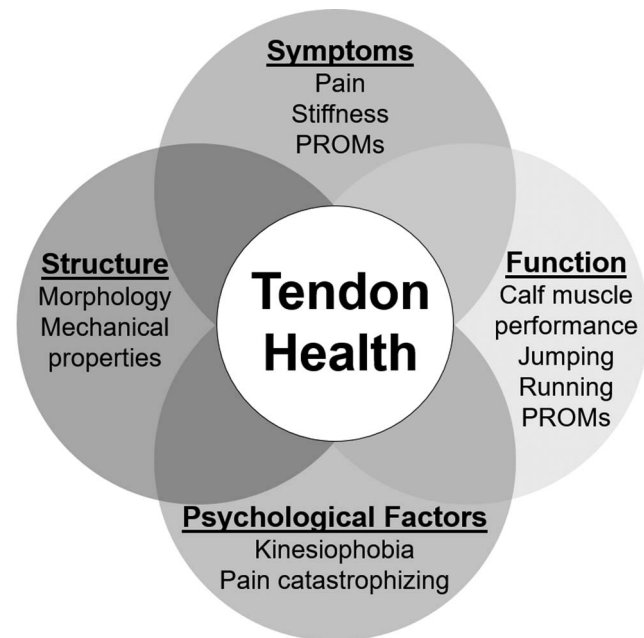 Symptoms
Pain
Stiffness
PROMs
Structure
Morphology
Mechanical
properties
Tendon
Health
Function
Calf muscle
performance
Jumping
Running
PROMs
Psychological Factors
Kinesiophobia
Pain catastrophizing